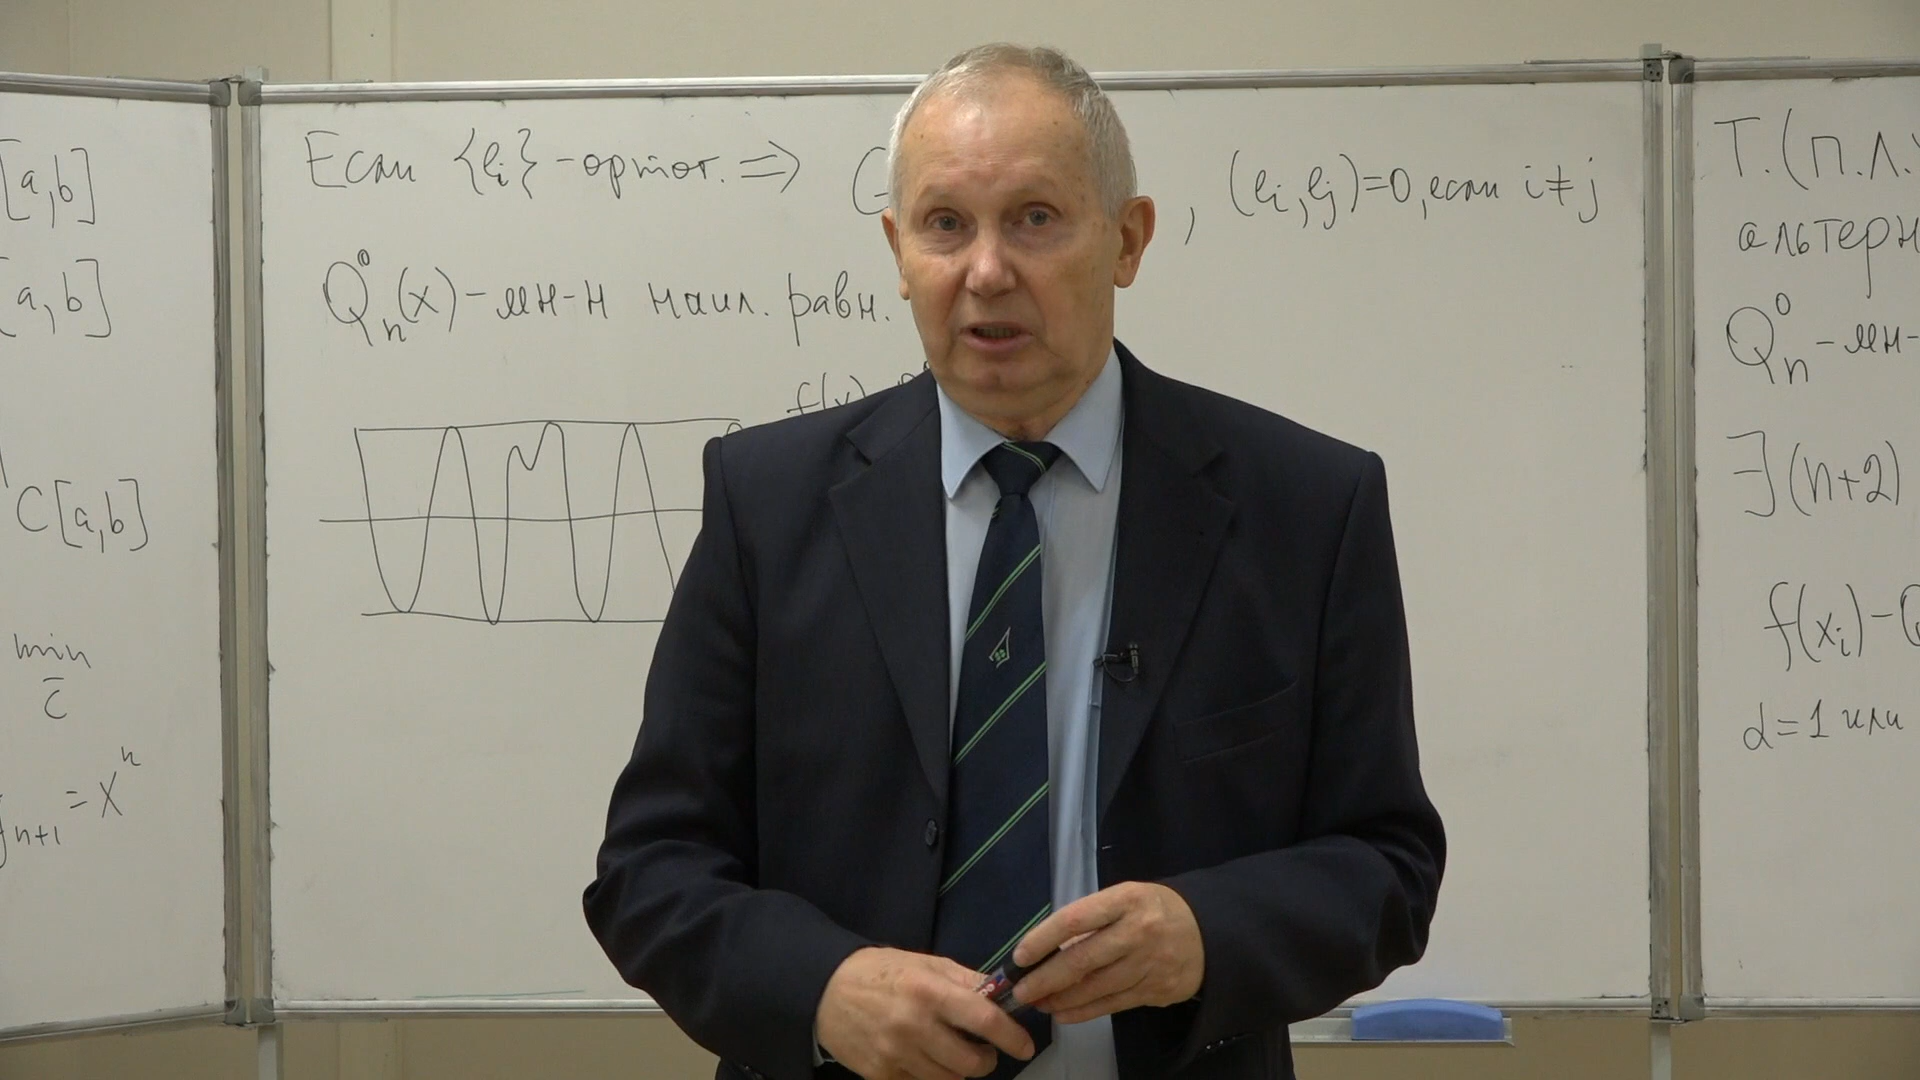 [a,b]
[a,b]
C[a,b]
min
c̄
n+1 = xⁿ
Если {eᵢ} - ортог. ⇒ , (eᵢ,eⱼ)=0, если i≠j
Q⁰ₙ(x) - мн-н наил. равн.
f(x)
Т.(П.Л.
альтерн
Q⁰ₙ - мн-
∃(n+2)
f(xᵢ)-
α=1 или